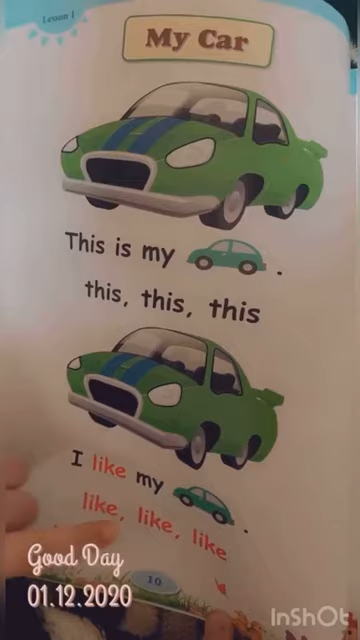 Lesson 1
My Car
This is my .
this, this, this
I like my .
like, like, like
10
Good Day
01.12.2020
InShOt